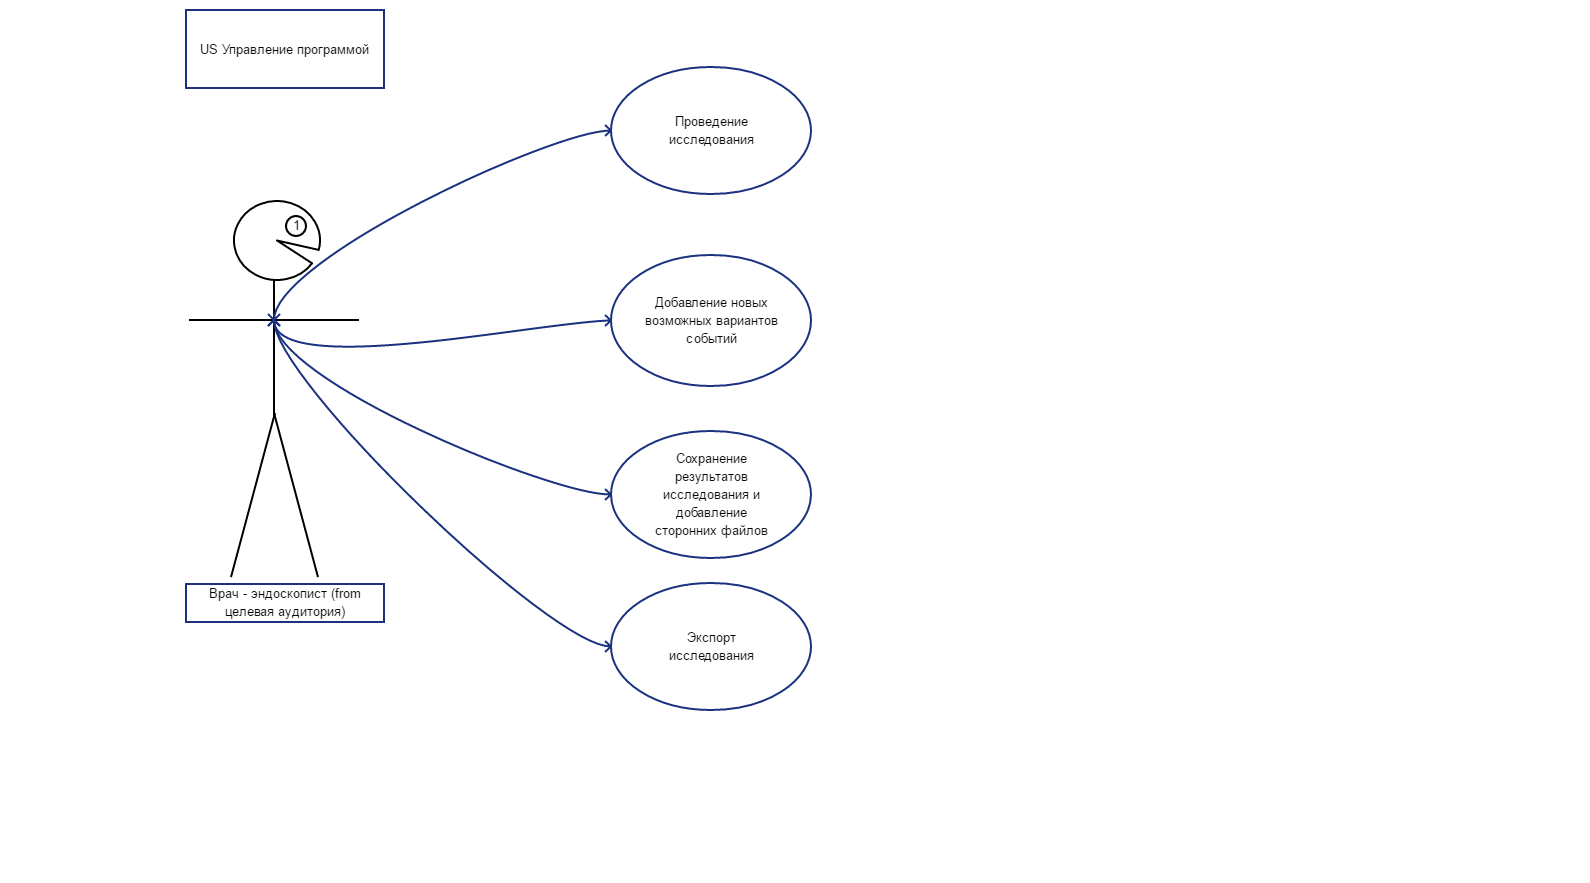 US Управление программой
Проведение
исследования
1
Добавление новых
возможных вариантов
событий
Сохранение
результатов
исследования и
добавление
сторонних файлов
Врач - эндоскопист (from
целевая аудитория)
Экспорт
исследования